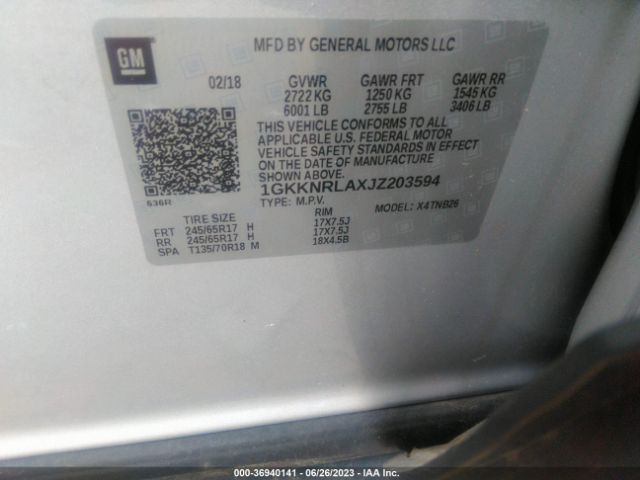 GM
MFD BY GENERAL MOTORS LLC
02/18 GVWR GAWR FRT GAWR RR
2722 KG 1250 KG 1545 KG
6001 LB 2755 LB 3406 LB
THIS VEHICLE CONFORMS TO ALL
APPLICABLE U.S. FEDERAL MOTOR
VEHICLE SAFETY STANDARDS IN EFFECT
ON THE DATE OF MANUFACTURE
SHOWN ABOVE.
1GKKNRLAXJZ203594
TYPE: M.P.V. MODEL: X4TNB26
536R
TIRE SIZE RIM
FRT 245/65R17 H 17X7.5J
RR 245/65R17 H 17X7.5J
SPA T135/70R18 M 18X4.5B
000-36940141 - 06/26/2023 - IAA Inc.